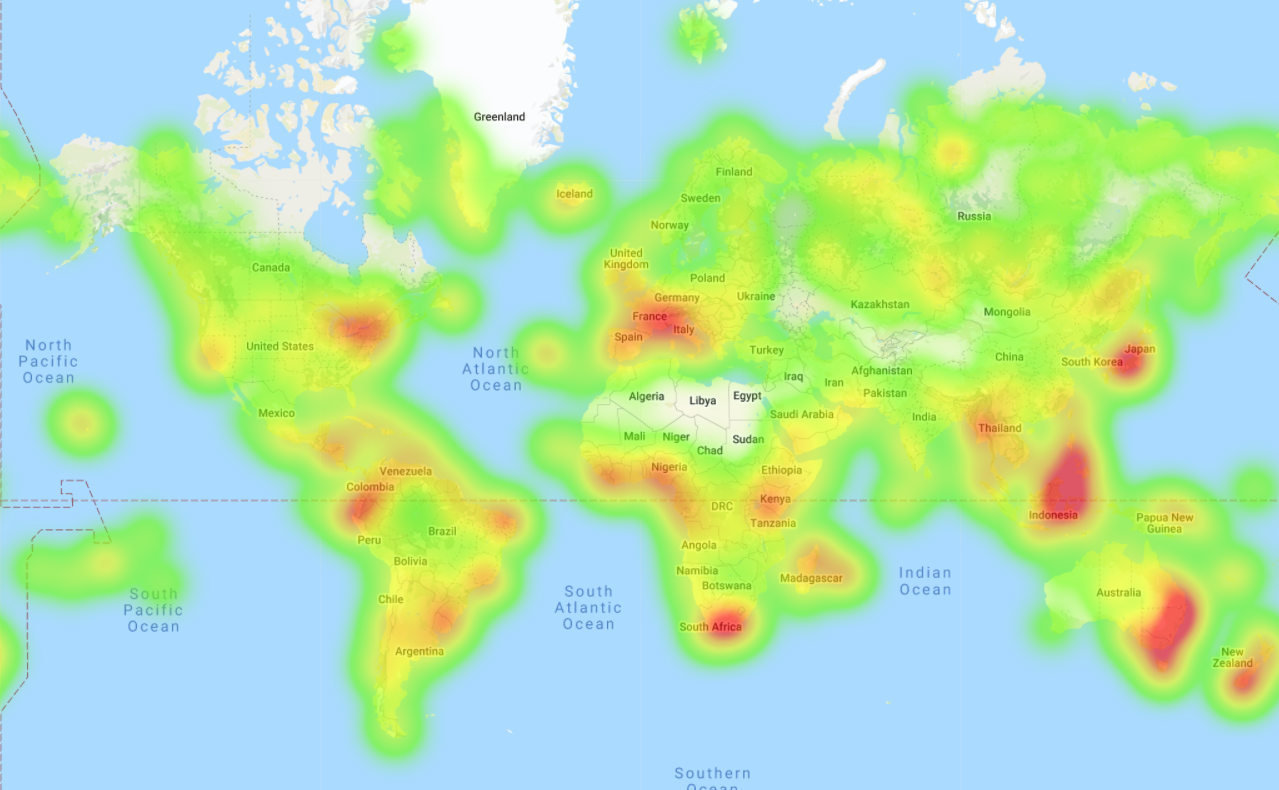 Greenland
Finland
Iceland
Sweden
Russia
Norway
United
Kingdom
Canada
Poland
Germany
Ukraine
Kazakhstan
Mongolia
France
Italy
Spain
United States
Turkey
Japan
South Korea
China
North
Pacific
Ocean
North
Atlantic
Ocean
Afghanistan
Iraq
Iran
Pakistan
Algeria
Libya
Egypt
Mexico
Saudi Arabia
India
Thailand
Mali
Niger
Chad
Sudan
Venezuela
Nigeria
Ethiopia
Colombia
Kenya
DRC
Tanzania
Indonesia
Papua New
Guinea
Brazil
Peru
Angola
Bolivia
Namibia
Botswana
Madagascar
Indian
Ocean
Australia
Chile
South
Pacific
Ocean
South
Atlantic
Ocean
South Africa
Argentina
New
Zealand
Southern
Ocean